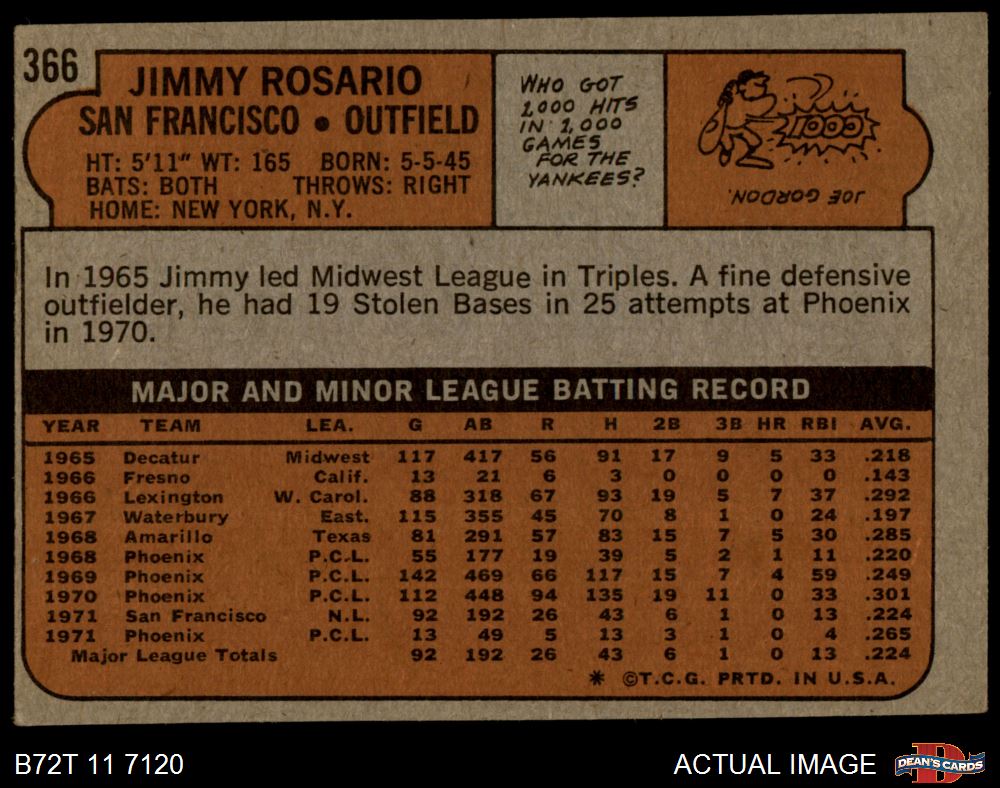 366
JIMMY ROSARIO
SAN FRANCISCO • OUTFIELD
HT: 5'11" WT: 165 BORN: 5-5-45
BATS: BOTH THROWS: RIGHT
HOME: NEW YORK, N.Y.
WHO GOT
1,000 HITS
IN 1,000
GAMES
FOR THE
YANKEES?
1000
JOE GORDON.
In 1965 Jimmy led Midwest League in Triples. A fine defensive
outfielder, he had 19 Stolen Bases in 25 attempts at Phoenix
in 1970.
MAJOR AND MINOR LEAGUE BATTING RECORD
YEAR TEAM LEA. G AB R H 2B 3B HR RBI AVG.
1965 Decatur Midwest 117 417 56 91 17 9 5 33 .218
1966 Fresno Calif. 13 21 6 3 0 0 0 0 .143
1966 Lexington W. Carol. 88 318 67 93 19 5 7 37 .292
1967 Waterbury East. 115 355 45 70 8 1 0 24 .197
1968 Amarillo Texas 81 291 57 83 15 7 5 30 .285
1968 Phoenix P.C.L. 55 177 19 39 5 2 1 11 .220
1969 Phoenix P.C.L. 142 469 66 117 15 7 4 59 .249
1970 Phoenix P.C.L. 112 448 94 135 19 11 0 33 .301
1971 San Francisco N.L. 92 192 26 43 6 1 0 13 .224
1971 Phoenix P.C.L. 13 49 5 13 3 1 0 4 .265
Major League Totals 92 192 26 43 6 1 0 13 .224
* ©T.C.G. PRTD. IN U.S.A.
B72T 11 7120
ACTUAL IMAGE
D
DEAN'S CARDS